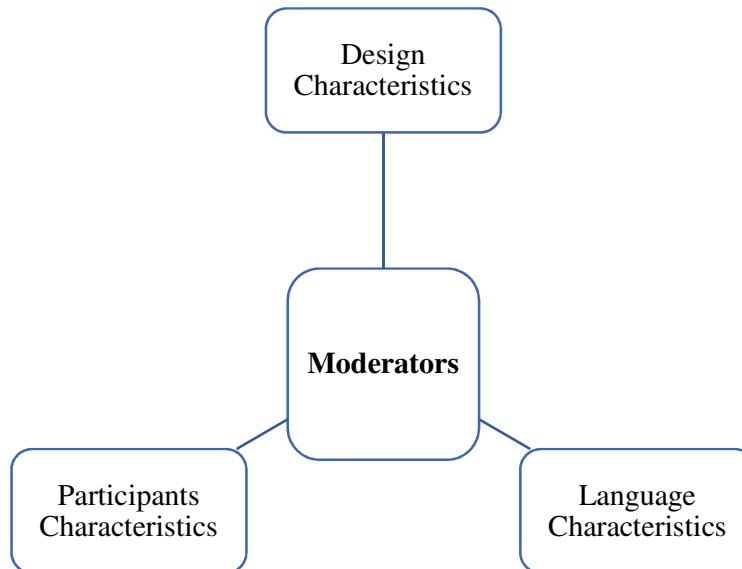 Design
Characteristics
Moderators
Participants
Characteristics
Language
Characteristics